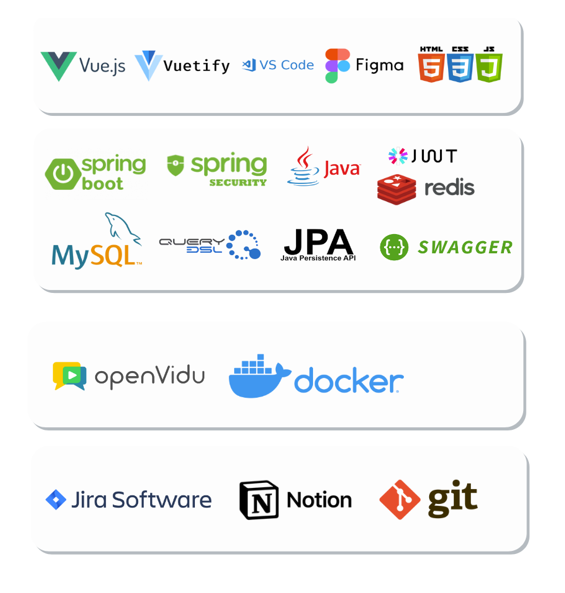 HTML CSS JS
Vue.js Vuetify VS Code Figma 5 3 J
spring boot
spring SECURITY
Java
JWT
redis
MySQL™
QUERY DSL
JPA
Java Persistence API
{···} SWAGGER
openVidu docker
Jira Software N Notion git